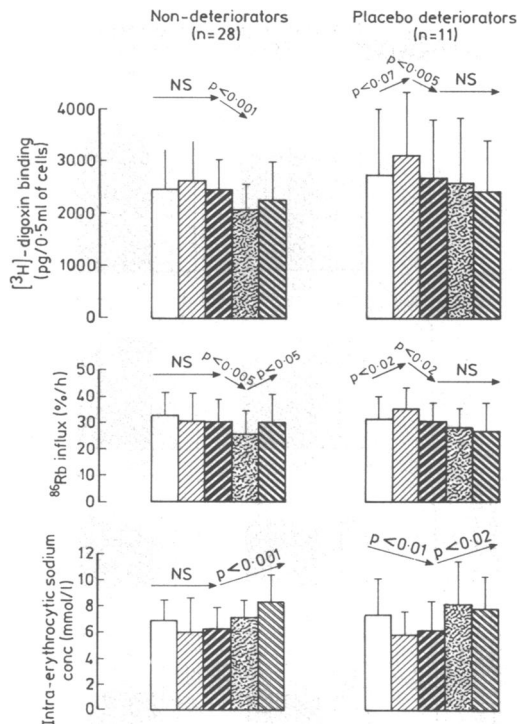 Non-deteriorators
(n=28)
Placebo deteriorators
(n=11)
[³H]-digoxin binding
(pg/0·5ml of cells)
4000
3000
2000
1000
0
NS
p<0·001
p<0·07
p<0·005
NS
⁸⁶Rb influx (%/h)
50
40
30
20
10
0
NS
p<0·005
p<0·05
p<0·02
p<0·02
NS
Intra-erythrocytic sodium
conc (mmol/l)
12
10
8
6
4
2
0
NS
p<0·001
p<0·01
p<0·02